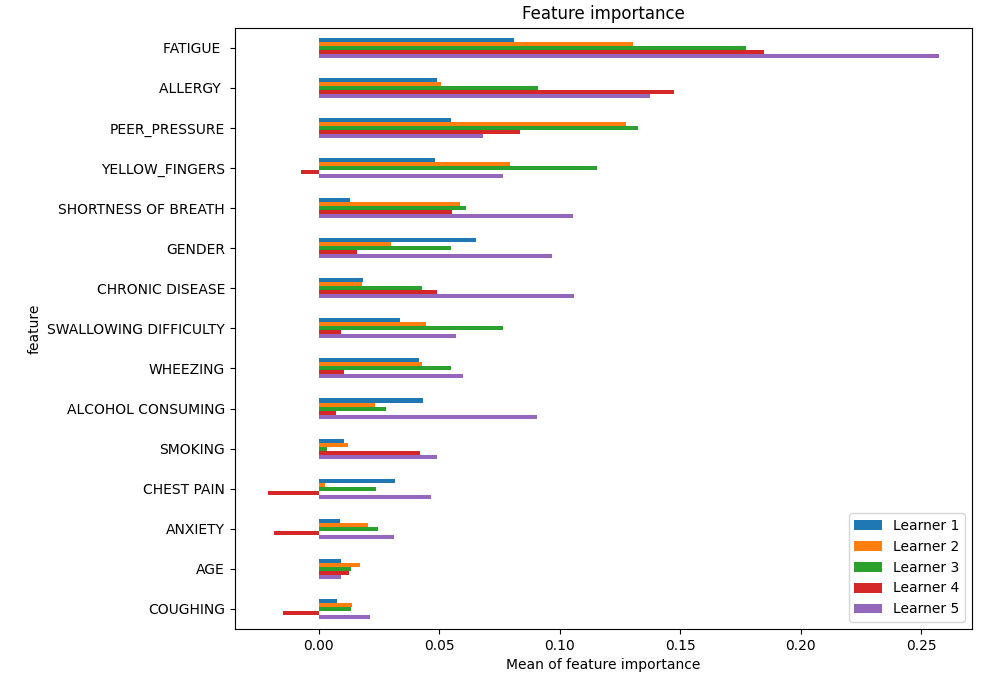 Feature importance
FATIGUE
ALLERGY
PEER_PRESSURE
YELLOW_FINGERS
SHORTNESS OF BREATH
GENDER
CHRONIC DISEASE
SWALLOWING DIFFICULTY
WHEEZING
ALCOHOL CONSUMING
SMOKING
CHEST PAIN
ANXIETY
AGE
COUGHING
feature
Learner 1
Learner 2
Learner 3
Learner 4
Learner 5
0.00 0.05 0.10 0.15 0.20 0.25
Mean of feature importance